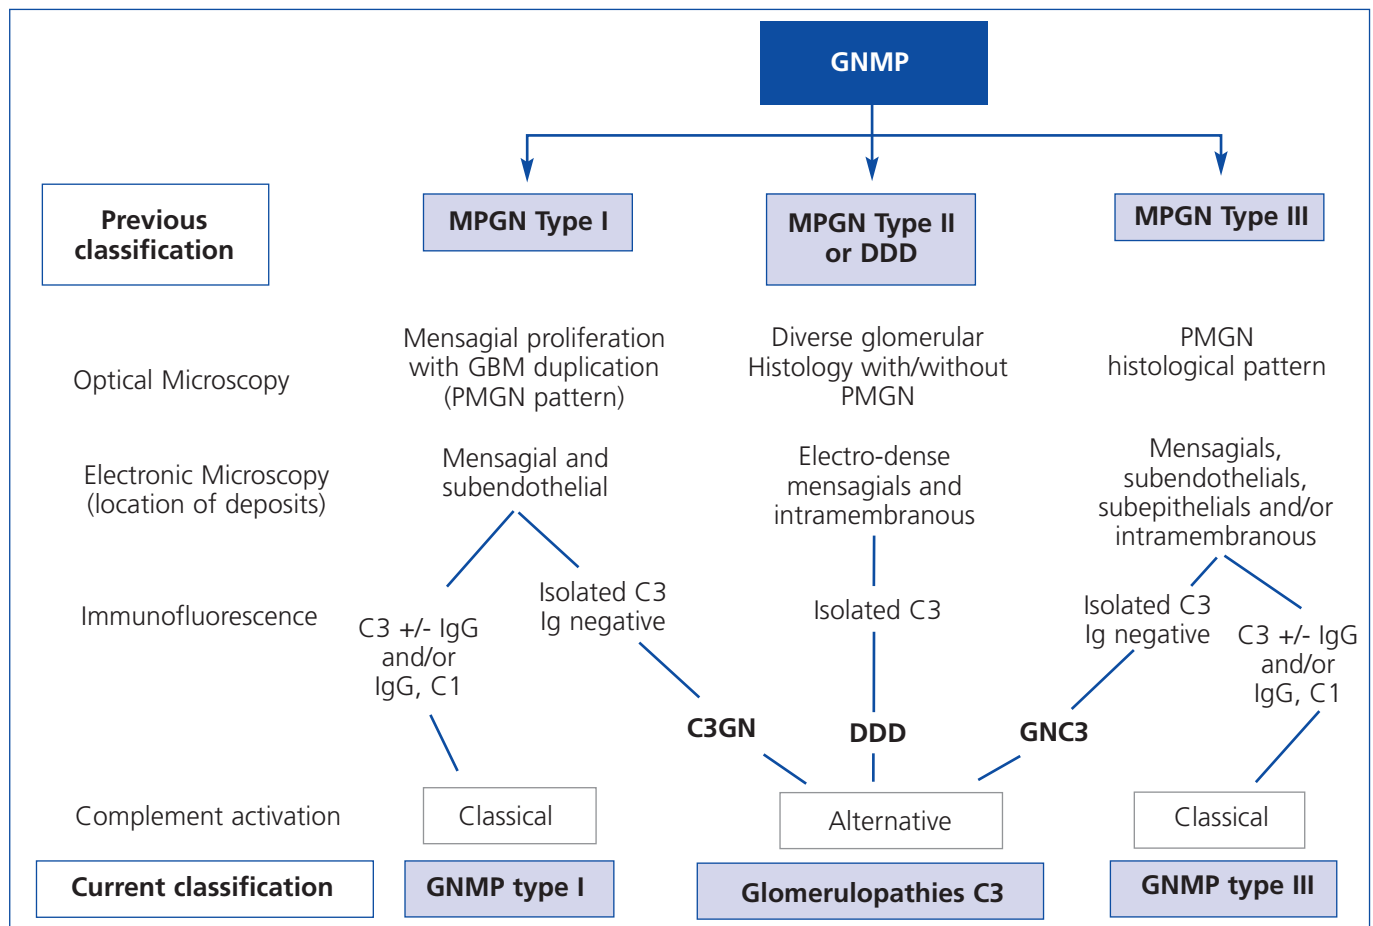 GNMP
Previous
classification
MPGN Type I
MPGN Type II
or DDD
MPGN Type III
Optical Microscopy
Mensagial proliferation
with GBM duplication
(PMGN pattern)
Diverse glomerular
Histology with/without
PMGN
PMGN
histological pattern
Electronic Microscopy
(location of deposits)
Mensagial and
subendothelial
Electro-dense
mensagials and
intramembranous
Mensagials,
subendothelials,
subepithelials and/or
intramembranous
Immunofluorescence
C3 +/- IgG
and/or
IgG, C1
Isolated C3
Ig negative
Isolated C3
Isolated C3
Ig negative
C3 +/- IgG
and/or
IgG, C1
C3GN
DDD
GNC3
Complement activation
Classical
Alternative
Classical
Current classification
GNMP type I
Glomerulopathies C3
GNMP type III